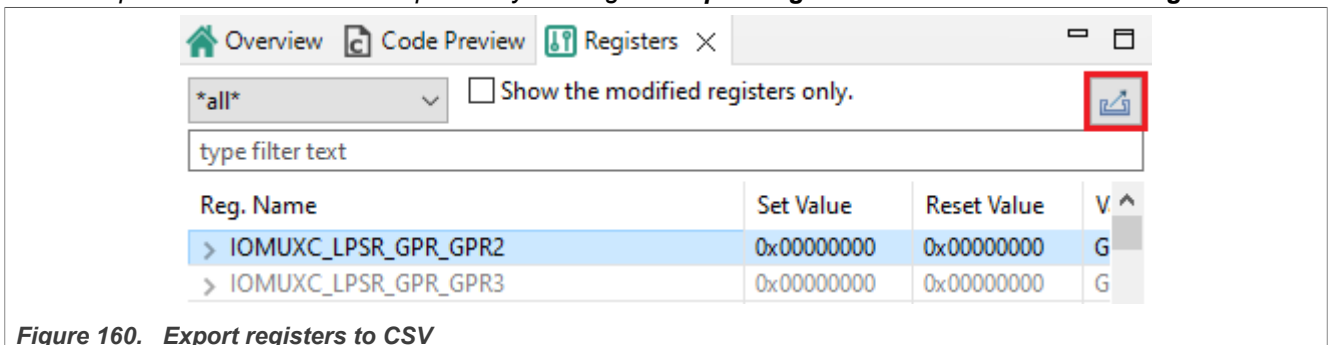 Overview Code Preview Registers
*all* Show the modified registers only.
type filter text
Reg. Name Set Value Reset Value V
IOMUXC_LPSR_GPR_GPR2 0x00000000 0x00000000 G
IOMUXC_LPSR_GPR_GPR3 0x00000000 0x00000000 G
Figure 160. Export registers to CSV